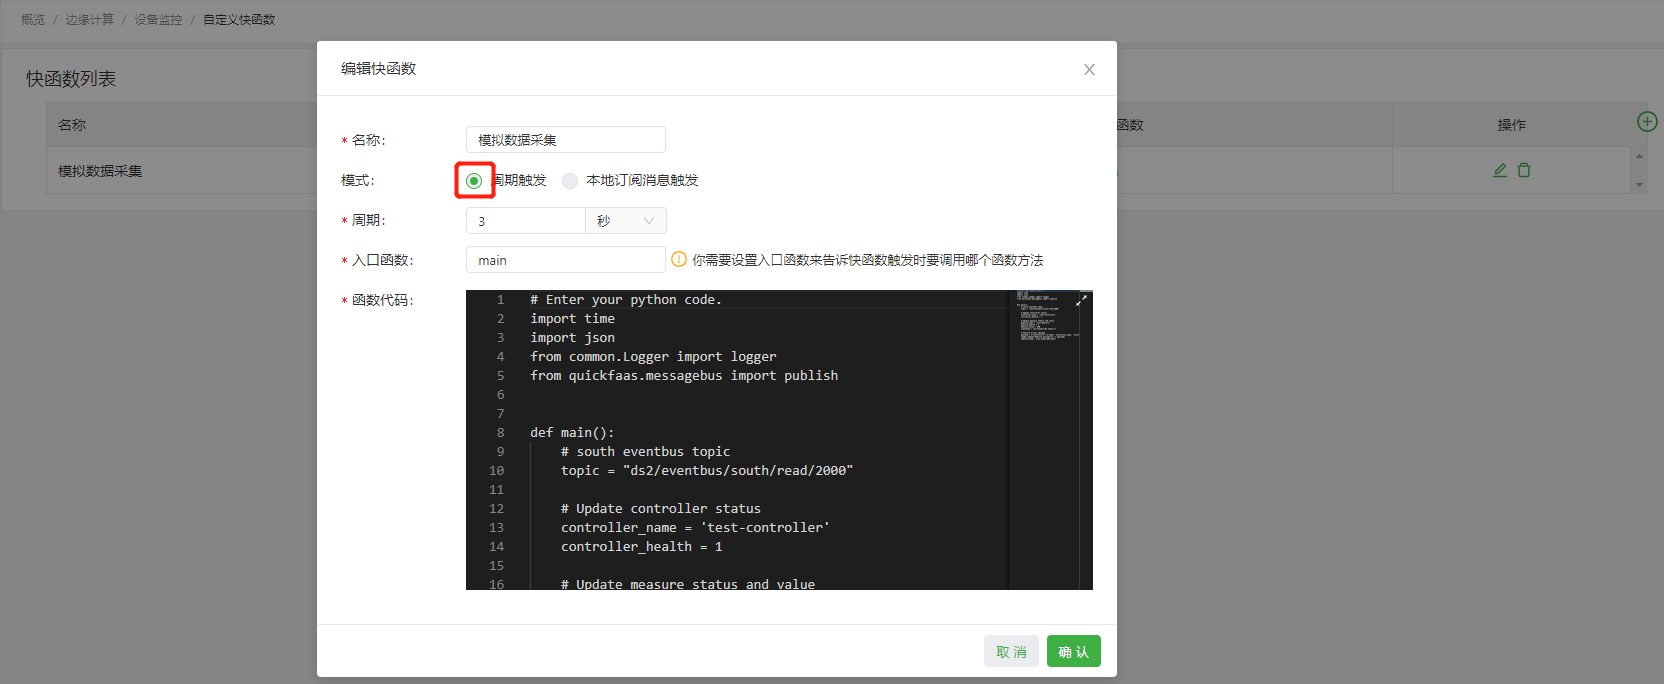 概览 / 边缘计算 / 设备监控 / 自定义快函数
快函数列表
名称
函数
操作
模拟数据采集
编辑快函数
* 名称: 模拟数据采集
模式: 周期触发 本地订阅消息触发
* 周期: 3 秒
* 入口函数: main 你需要设置入口函数来告诉快函数触发时要调用哪个函数方法
* 函数代码:
1 # Enter your python code.
2 import time
3 import json
4 from common.Logger import logger
5 from quickfaas.messagebus import publish
6
7
8 def main():
9 # south eventbus topic
10 topic = "ds2/eventbus/south/read/2000"
11
12 # Update controller status
13 controller_name = 'test-controller'
14 controller_health = 1
15
16 # Update measure status and value
取 消 确 认